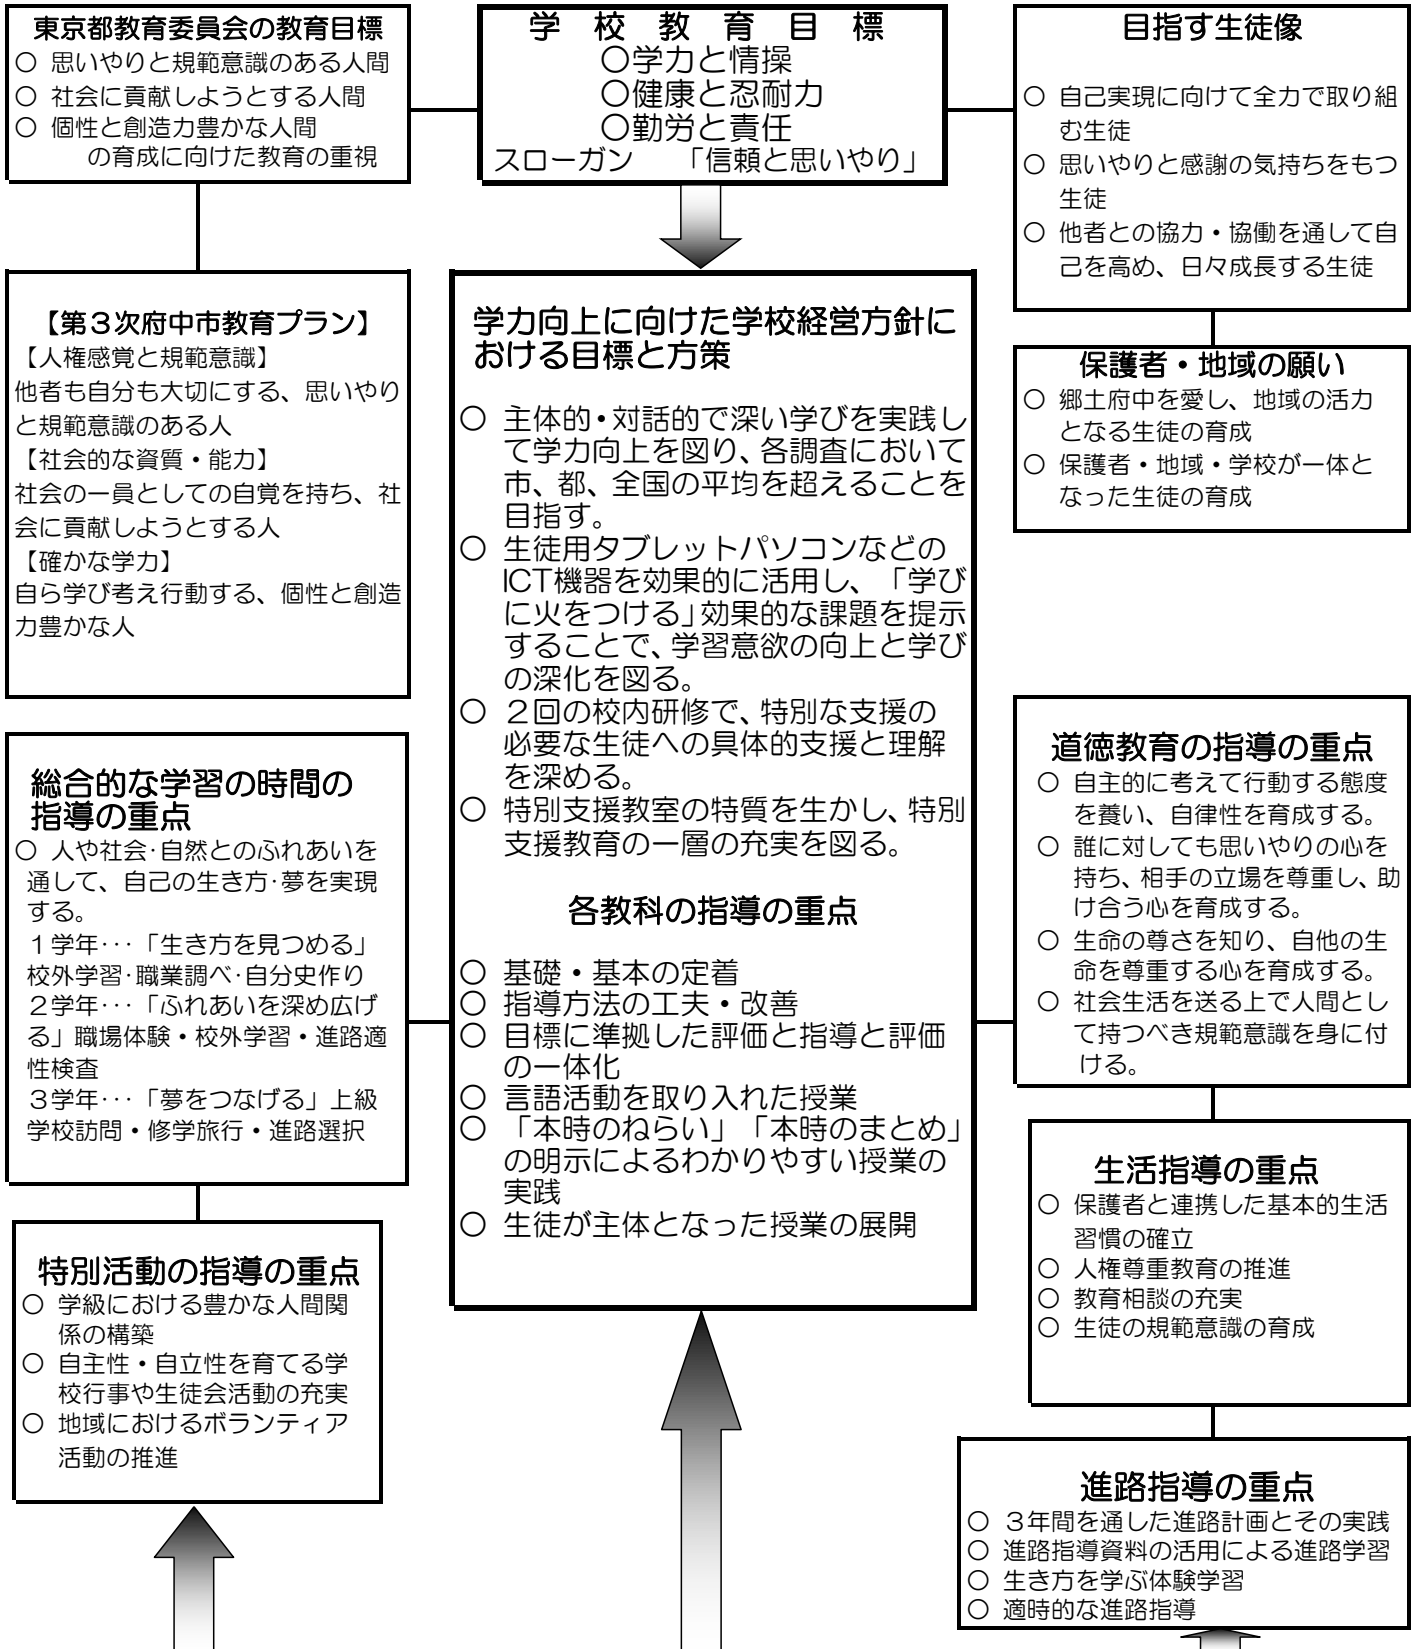 東京都教育委員会の教育目標
○ 思いやりと規範意識のある人間
○ 社会に貢献しようとする人間
○ 個性と創造力豊かな人間
の育成に向けた教育の重視
学 校 教 育 目 標
○学力と情操
○健康と忍耐力
○勤労と責任
スローガン 「信頼と思いやり」
目指す生徒像
○ 自己実現に向けて全力で取り組
む生徒
○ 思いやりと感謝の気持ちをもつ
生徒
○ 他者との協力・協働を通して自
己を高め、日々成長する生徒
【第３次府中市教育プラン】
【人権感覚と規範意識】
他者も自分も大切にする、思いやり
と規範意識のある人
【社会的な資質・能力】
社会の一員としての自覚を持ち、社
会に貢献しようとする人
【確かな学力】
自ら学び考え行動する、個性と創造
力豊かな人
学力向上に向けた学校経営方針に
おける目標と方策
○ 主体的・対話的で深い学びを実践し
て学力向上を図り、各調査において
市、都、全国の平均を超えることを
目指す。
○ 生徒用タブレットパソコンなどの
ICT機器を効果的に活用し、「学び
に火をつける」効果的な課題を提示
することで、学習意欲の向上と学び
の深化を図る。
○ ２回の校内研修で、特別な支援の
必要な生徒への具体的支援と理解
を深める。
○ 特別支援教室の特質を生かし、特別
支援教育の一層の充実を図る。
各教科の指導の重点
○ 基礎・基本の定着
○ 指導方法の工夫・改善
○ 目標に準拠した評価と指導と評価
の一体化
○ 言語活動を取り入れた授業
○ 「本時のねらい」「本時のまとめ」
の明示によるわかりやすい授業の
実践
○ 生徒が主体となった授業の展開
保護者・地域の願い
○ 郷土府中を愛し、地域の活力
となる生徒の育成
○ 保護者・地域・学校が一体と
なった生徒の育成
総合的な学習の時間の
指導の重点
○ 人や社会･自然とのふれあいを
通して、自己の生き方･夢を実現
する。
１学年･･･「生き方を見つめる」
校外学習･職業調べ･自分史作り
２学年･･･「ふれあいを深め広げ
る」職場体験・校外学習・進路適
性検査
３学年･･･「夢をつなげる」上級
学校訪問・修学旅行・進路選択
特別活動の指導の重点
○ 学級における豊かな人間関
係の構築
○ 自主性・自立性を育てる学
校行事や生徒会活動の充実
○ 地域におけるボランティア
活動の推進
道徳教育の指導の重点
○ 自主的に考えて行動する態度
を養い、自律性を育成する。
○ 誰に対しても思いやりの心を
持ち、相手の立場を尊重し、助
け合う心を育成する。
○ 生命の尊さを知り、自他の生
命を尊重する心を育成する。
○ 社会生活を送る上で人間とし
て持つべき規範意識を身に付
ける。
生活指導の重点
○ 保護者と連携した基本的生活
習慣の確立
○ 人権尊重教育の推進
○ 教育相談の充実
○ 生徒の規範意識の育成
進路指導の重点
○ ３年間を通した進路計画とその実践
○ 進路指導資料の活用による進路学習
○ 生き方を学ぶ体験学習
○ 適時的な進路指導